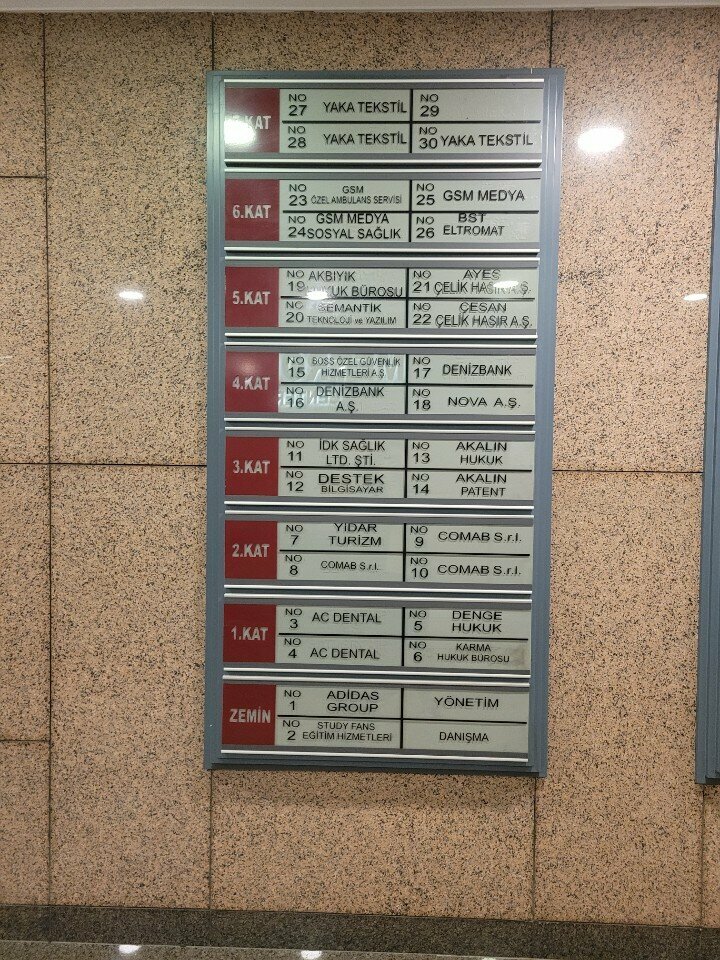 KAT
NO 27 YAKA TEKSTİL
NO 29
NO 28 YAKA TEKSTİL
NO 30 YAKA TEKSTİL
6.KAT
NO 23 GSM
ÖZEL AMBULANS SERVİSİ
NO 25 GSM MEDYA
NO 24 GSM MEDYA
SOSYAL SAĞLIK
NO 26 BST
ELTROMAT
5.KAT
NO 19 AKBIYIK
HUKUK BÜROSU
NO 21 AYES
ÇELİK HASIR A.Ş.
NO 20 SEMANTİK
TEKNOLOJİ ve YAZILIM
NO 22 ÇESAN
ÇELİK HASIR A.Ş.
4.KAT
NO 15 BOSS ÖZEL GÜVENLİK
HİZMETLERİ A.Ş.
NO 17 DENİZBANK
NO 16 DENİZBANK
A.Ş.
NO 18 NOVA A.Ş.
3.KAT
NO 11 İDK SAĞLIK
LTD. ŞTİ.
NO 13 AKALIN
HUKUK
NO 12 DESTEK
BİLGİSAYAR
NO 14 AKALIN
PATENT
2.KAT
NO 7 YİDAR
TURİZM
NO 9 COMAB S.r.l.
NO 8 COMAB S.r.l.
NO 10 COMAB S.r.l.
1.KAT
NO 3 AC DENTAL
NO 5 DENGE
HUKUK
NO 4 AC DENTAL
NO 6 KARMA
HUKUK BÜROSU
ZEMİN
NO 1 ADİDAS
GROUP
YÖNETİM
NO 2 STUDY FANS
EĞİTİM HİZMETLERİ
DANIŞMA